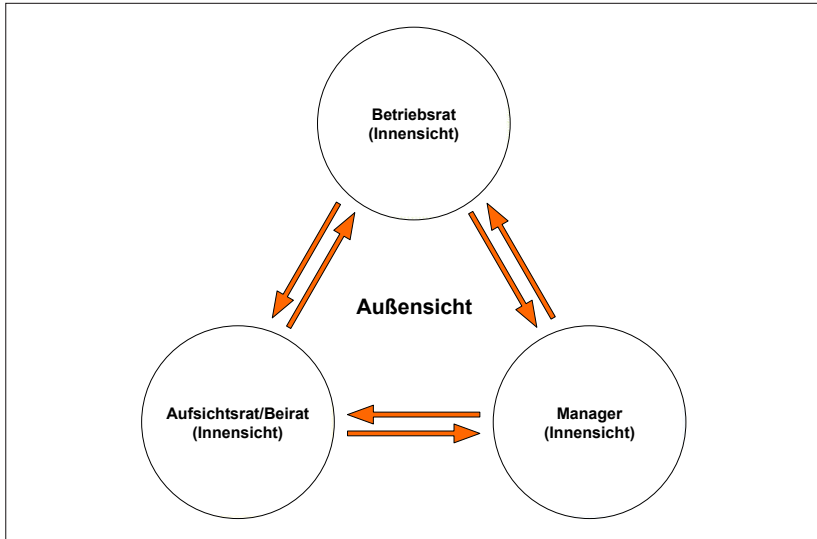 Betriebsrat
(Innensicht)
Außensicht
Aufsichtsrat/Beirat
(Innensicht)
Manager
(Innensicht)